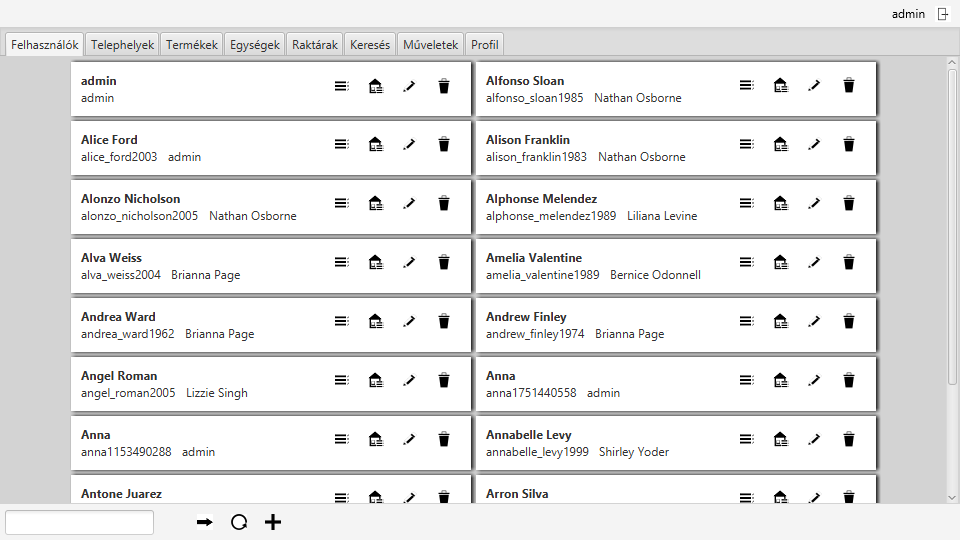 admin
Felhasználók Telephelyek Termékek Egységek Raktárak Keresés Műveletek Profil
admin
admin
Alfonso Sloan
alfonso_sloan1985 Nathan Osborne
Alice Ford
alice_ford2003 admin
Alison Franklin
alison_franklin1983 Nathan Osborne
Alonzo Nicholson
alonzo_nicholson2005 Nathan Osborne
Alphonse Melendez
alphonse_melendez1989 Liliana Levine
Alva Weiss
alva_weiss2004 Brianna Page
Amelia Valentine
amelia_valentine1989 Bernice Odonnell
Andrea Ward
andrea_ward1962 Brianna Page
Andrew Finley
andrew_finley1974 Brianna Page
Angel Roman
angel_roman2005 Lizzie Singh
Anna
anna1751440558 admin
Anna
anna1153490288 admin
Annabelle Levy
annabelle_levy1999 Shirley Yoder
Antone Juarez
Arron Silva